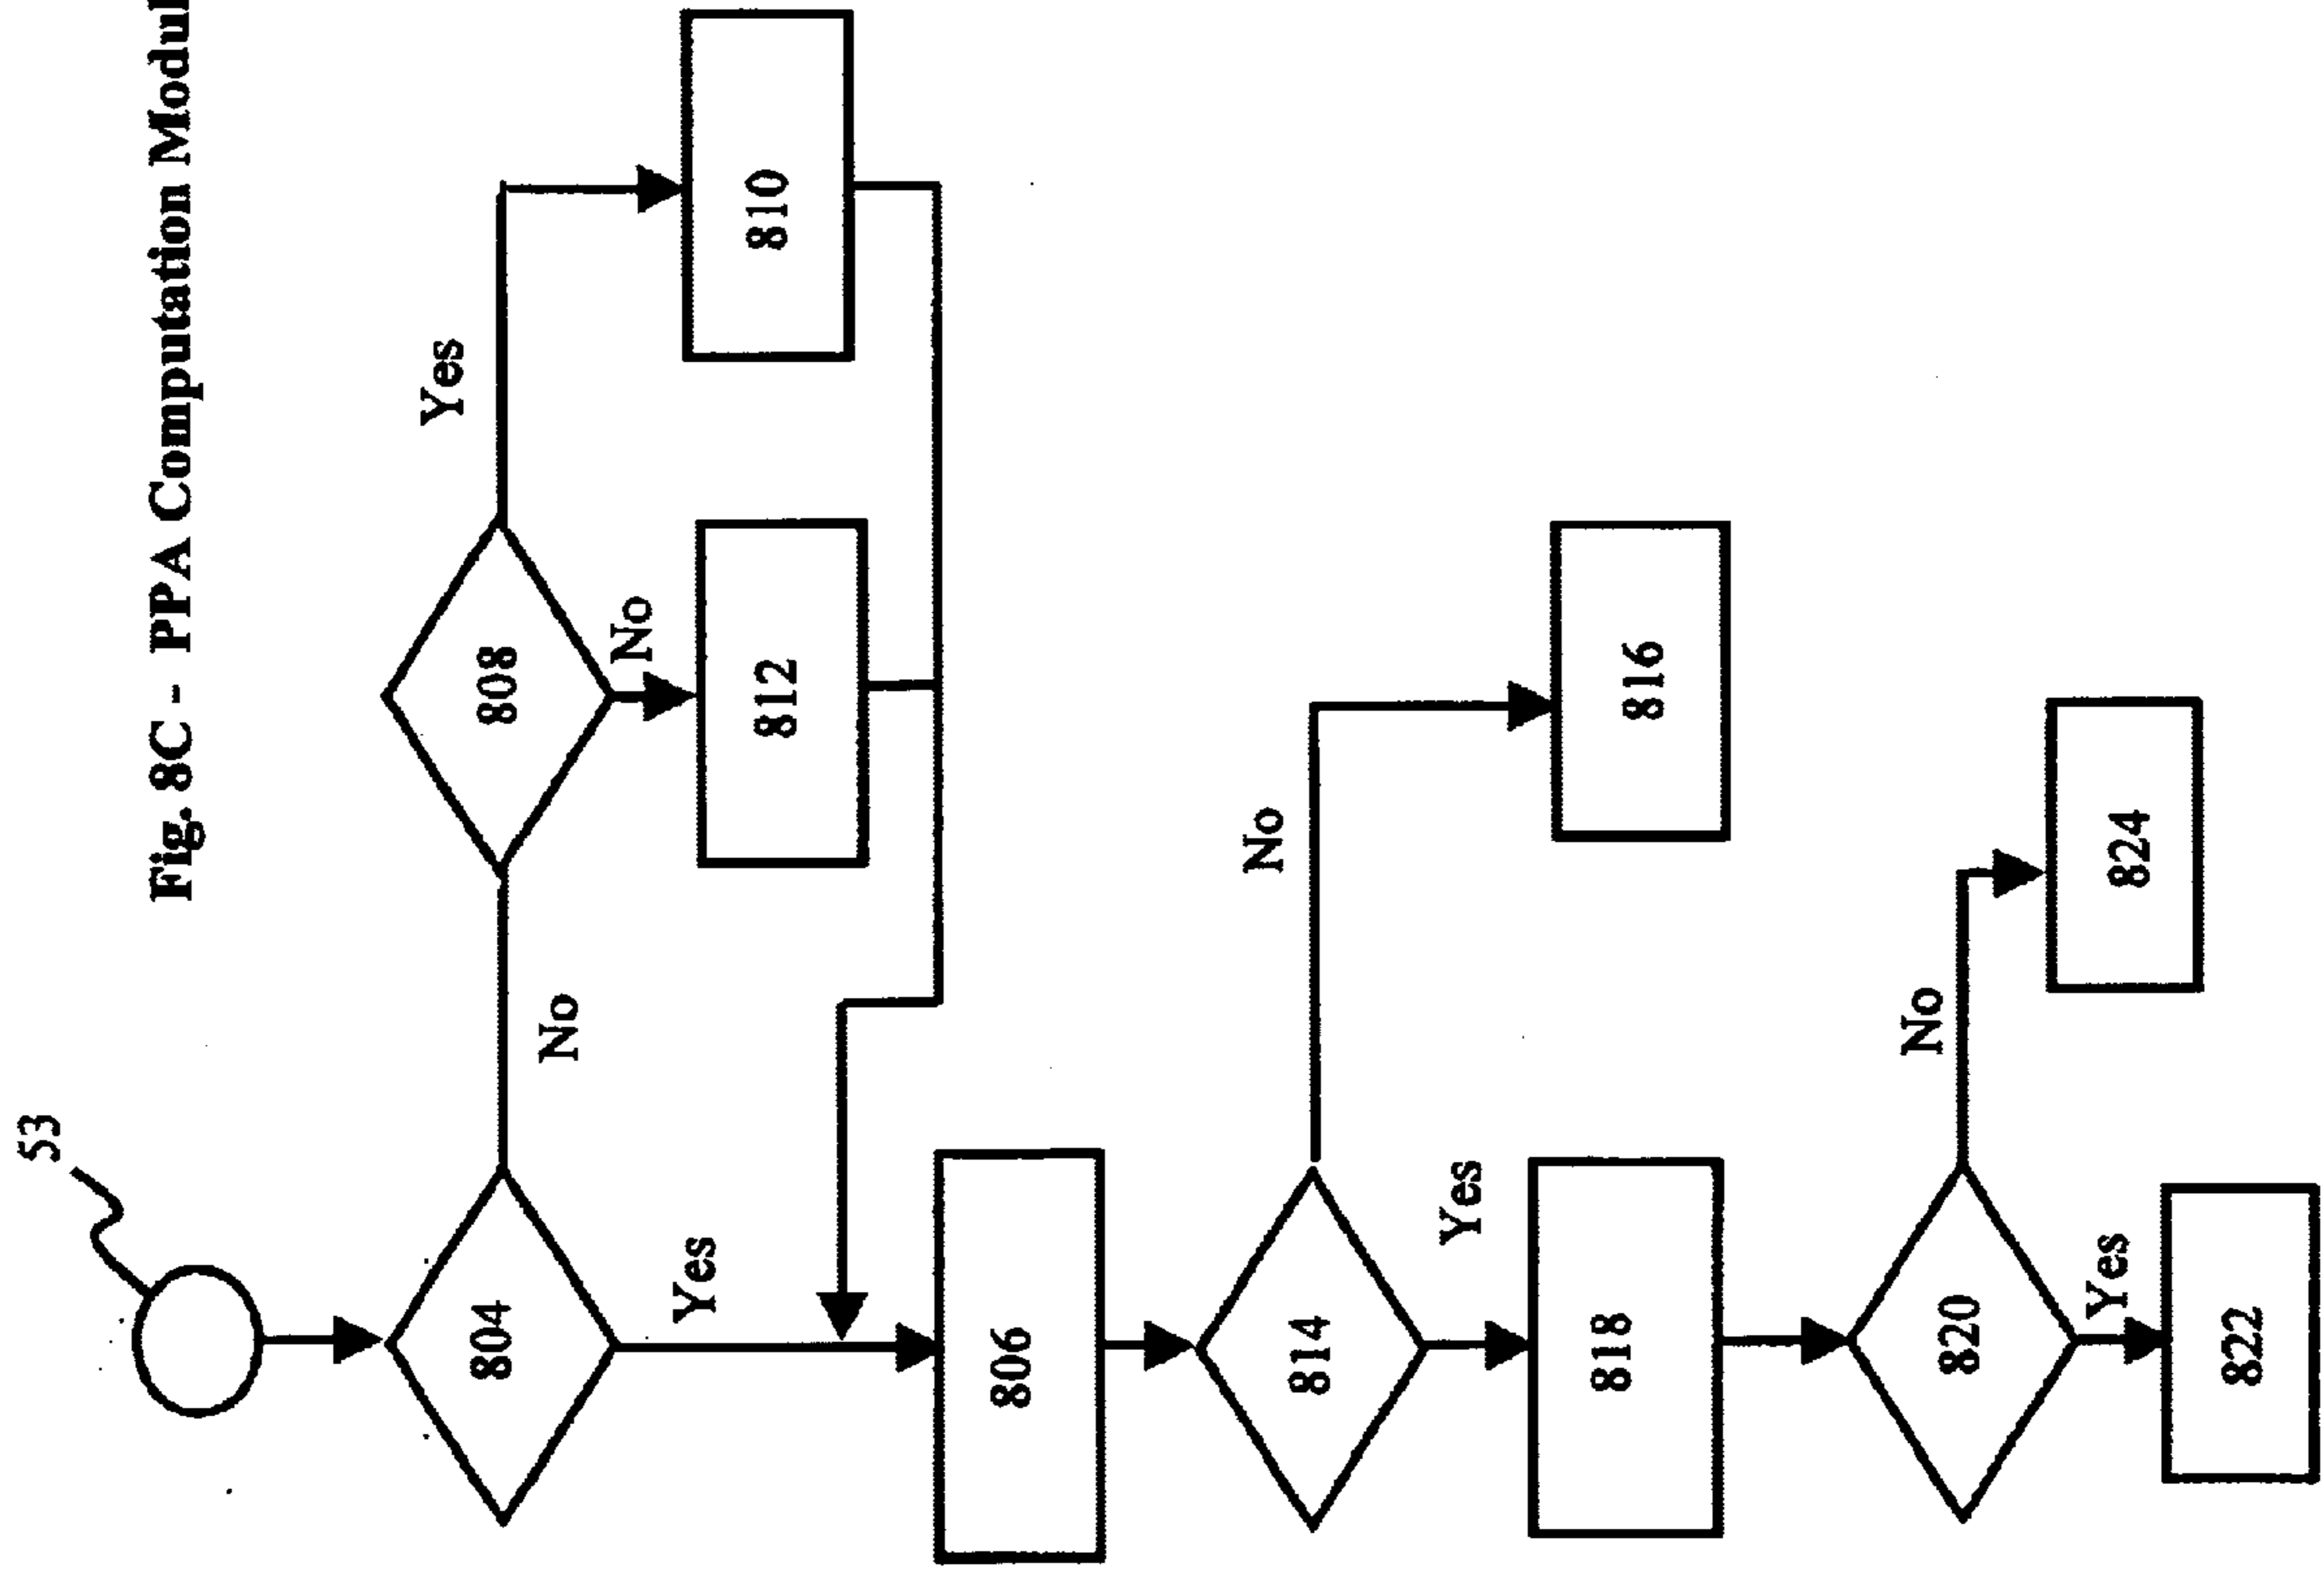 Fig. 8C - PPA Computation Modul
53
804
No
808
Yes
No
812
810
Yes
806
814
No
816
Yes
818
820
No
824
Yes
822